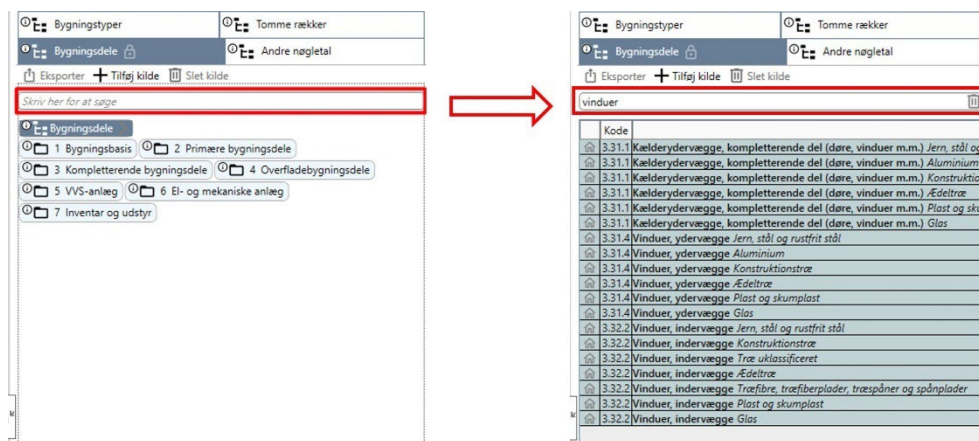 Bygningstyper Tomme rækker
Bygningsdele Andre nøgletal
Eksporter Tilføj kilde Slet kilde
Skriv her for at søge
Bygningsdele
1 Bygningsbasis 2 Primære bygningsdele
3 Kompletterende bygningsdele 4 Overfladebygningsdele
5 VVS-anlæg 6 El- og mekaniske anlæg
7 Inventar og udstyr
Bygningstyper Tomme rækker
Bygningsdele Andre nøgletal
Eksporter Tilføj kilde Slet kilde
vinduer
Kode
3.31.1 Kælderydervægge, kompletterende del (døre, vinduer m.m.) Jern, stål og
3.31.1 Kælderydervægge, kompletterende del (døre, vinduer m.m.) Aluminium
3.31.1 Kælderydervægge, kompletterende del (døre, vinduer m.m.) Konstruktio
3.31.1 Kælderydervægge, kompletterende del (døre, vinduer m.m.) Ædeltræ
3.31.1 Kælderydervægge, kompletterende del (døre, vinduer m.m.) Plast og sku
3.31.1 Kælderydervægge, kompletterende del (døre, vinduer m.m.) Glas
3.31.4 Vinduer, ydervægge Jern, stål og rustfrit stål
3.31.4 Vinduer, ydervægge Aluminium
3.31.4 Vinduer, ydervægge Konstruktionstræ
3.31.4 Vinduer, ydervægge Ædeltræ
3.31.4 Vinduer, ydervægge Plast og skumplast
3.31.4 Vinduer, ydervægge Glas
3.32.2 Vinduer, indervægge Jern, stål og rustfrit stål
3.32.2 Vinduer, indervægge Konstruktionstræ
3.32.2 Vinduer, indervægge Træ uklassificeret
3.32.2 Vinduer, indervægge Ædeltræ
3.32.2 Vinduer, indervægge Træfibre, træfiberplader, træspåner og spånplader
3.32.2 Vinduer, indervægge Plast og skumplast
3.32.2 Vinduer, indervægge Glas